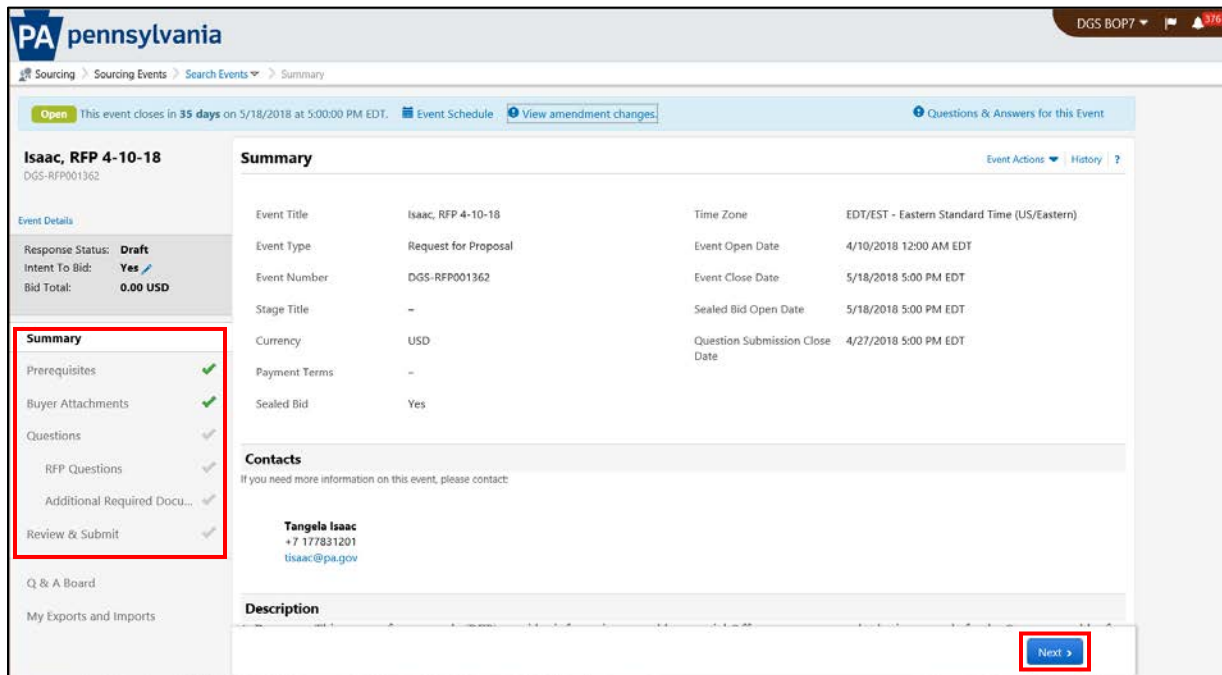 PA pennsylvania
DGS BOP7
376
Sourcing Sourcing Events Search Events Summary
Open This event closes in 35 days on 5/18/2018 at 5:00:00 PM EDT. Event Schedule View amendment changes. Questions & Answers for this Event
Isaac, RFP 4-10-18
DGS-RFP001362
Event Details
Response Status: Draft
Intent To Bid: Yes
Bid Total: 0.00 USD
Summary
Prerequisites
Buyer Attachments
Questions
RFP Questions
Additional Required Docu...
Review & Submit
Q & A Board
My Exports and Imports
Summary
Event Actions History ?
Event Title Isaac, RFP 4-10-18
Event Type Request for Proposal
Event Number DGS-RFP001362
Stage Title –
Currency USD
Payment Terms –
Sealed Bid Yes
Time Zone EDT/EST - Eastern Standard Time (US/Eastern)
Event Open Date 4/10/2018 12:00 AM EDT
Event Close Date 5/18/2018 5:00 PM EDT
Sealed Bid Open Date 5/18/2018 5:00 PM EDT
Question Submission Close 4/27/2018 5:00 PM EDT
Date
Contacts
If you need more information on this event, please contact:
Tangela Isaac
+7 177831201
tisaac@pa.gov
Description
Next >